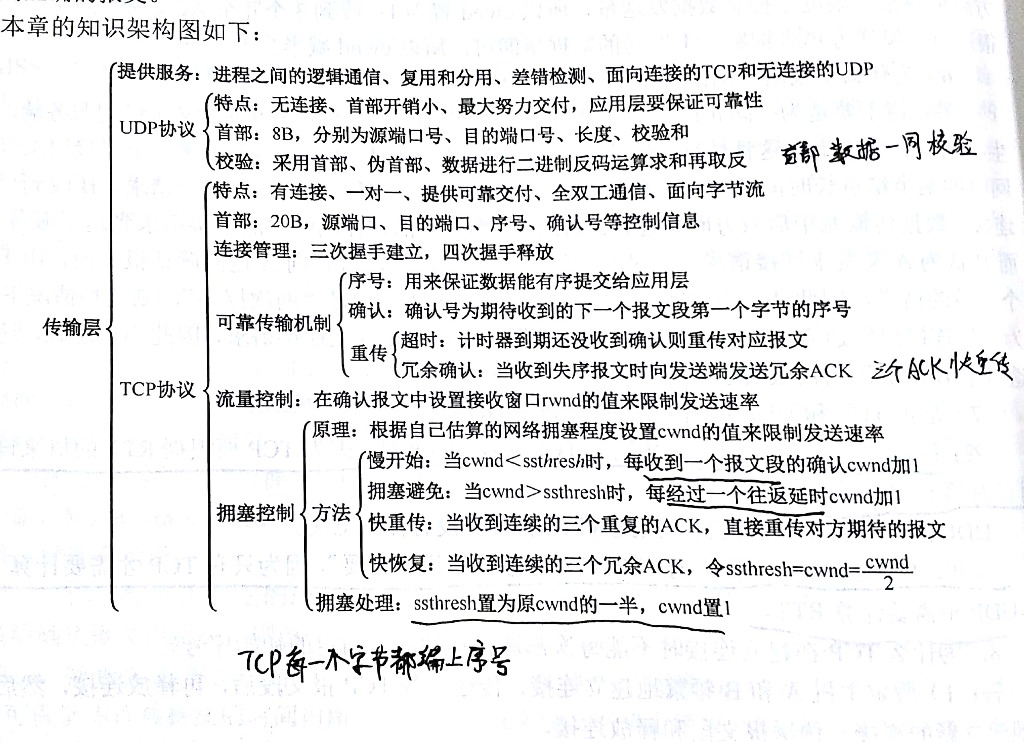 本章的知识架构图如下：
提供服务：进程之间的逻辑通信、复用和分用、差错检测、面向连接的TCP和无连接的UDP
特点：无连接、首部开销小、最大努力交付，应用层要保证可靠性
UDP协议
首部：8B，分别为源端口号、目的端口号、长度、校验和
校验：采用首部、伪首部、数据进行二进制反码运算求和再取反
首部 数据一同校验
特点：有连接、一对一、提供可靠交付、全双工通信、面向字节流
首部：20B，源端口、目的端口、序号、确认号等控制信息
连接管理：三次握手建立，四次握手释放
序号：用来保证数据能有序提交给应用层
可靠传输机制
确认：确认号为期待收到的下一个报文段第一个字节的序号
传输层
重传
超时：计时器到期还没收到确认则重传对应报文
冗余确认：当收到失序报文时向发送端发送冗余ACK
三个ACK快重传
TCP协议
流量控制：在确认报文中设置接收窗口rwnd的值来限制发送速率
原理：根据自己估算的网络拥塞程度设置cwnd的值来限制发送速率
慢开始：当cwnd＜ssthresh时，每收到一个报文段的确认cwnd加1
拥塞避免：当cwnd＞ssthresh时，每经过一个往返延时cwnd加1
拥塞控制
方法
快重传：当收到连续的三个重复的ACK，直接重传对方期待的报文
快恢复：当收到连续的三个冗余ACK，令ssthresh=cwnd=cwnd/2
拥塞处理：ssthresh置为原cwnd的一半，cwnd置1
TCP每一个字节都编上序号